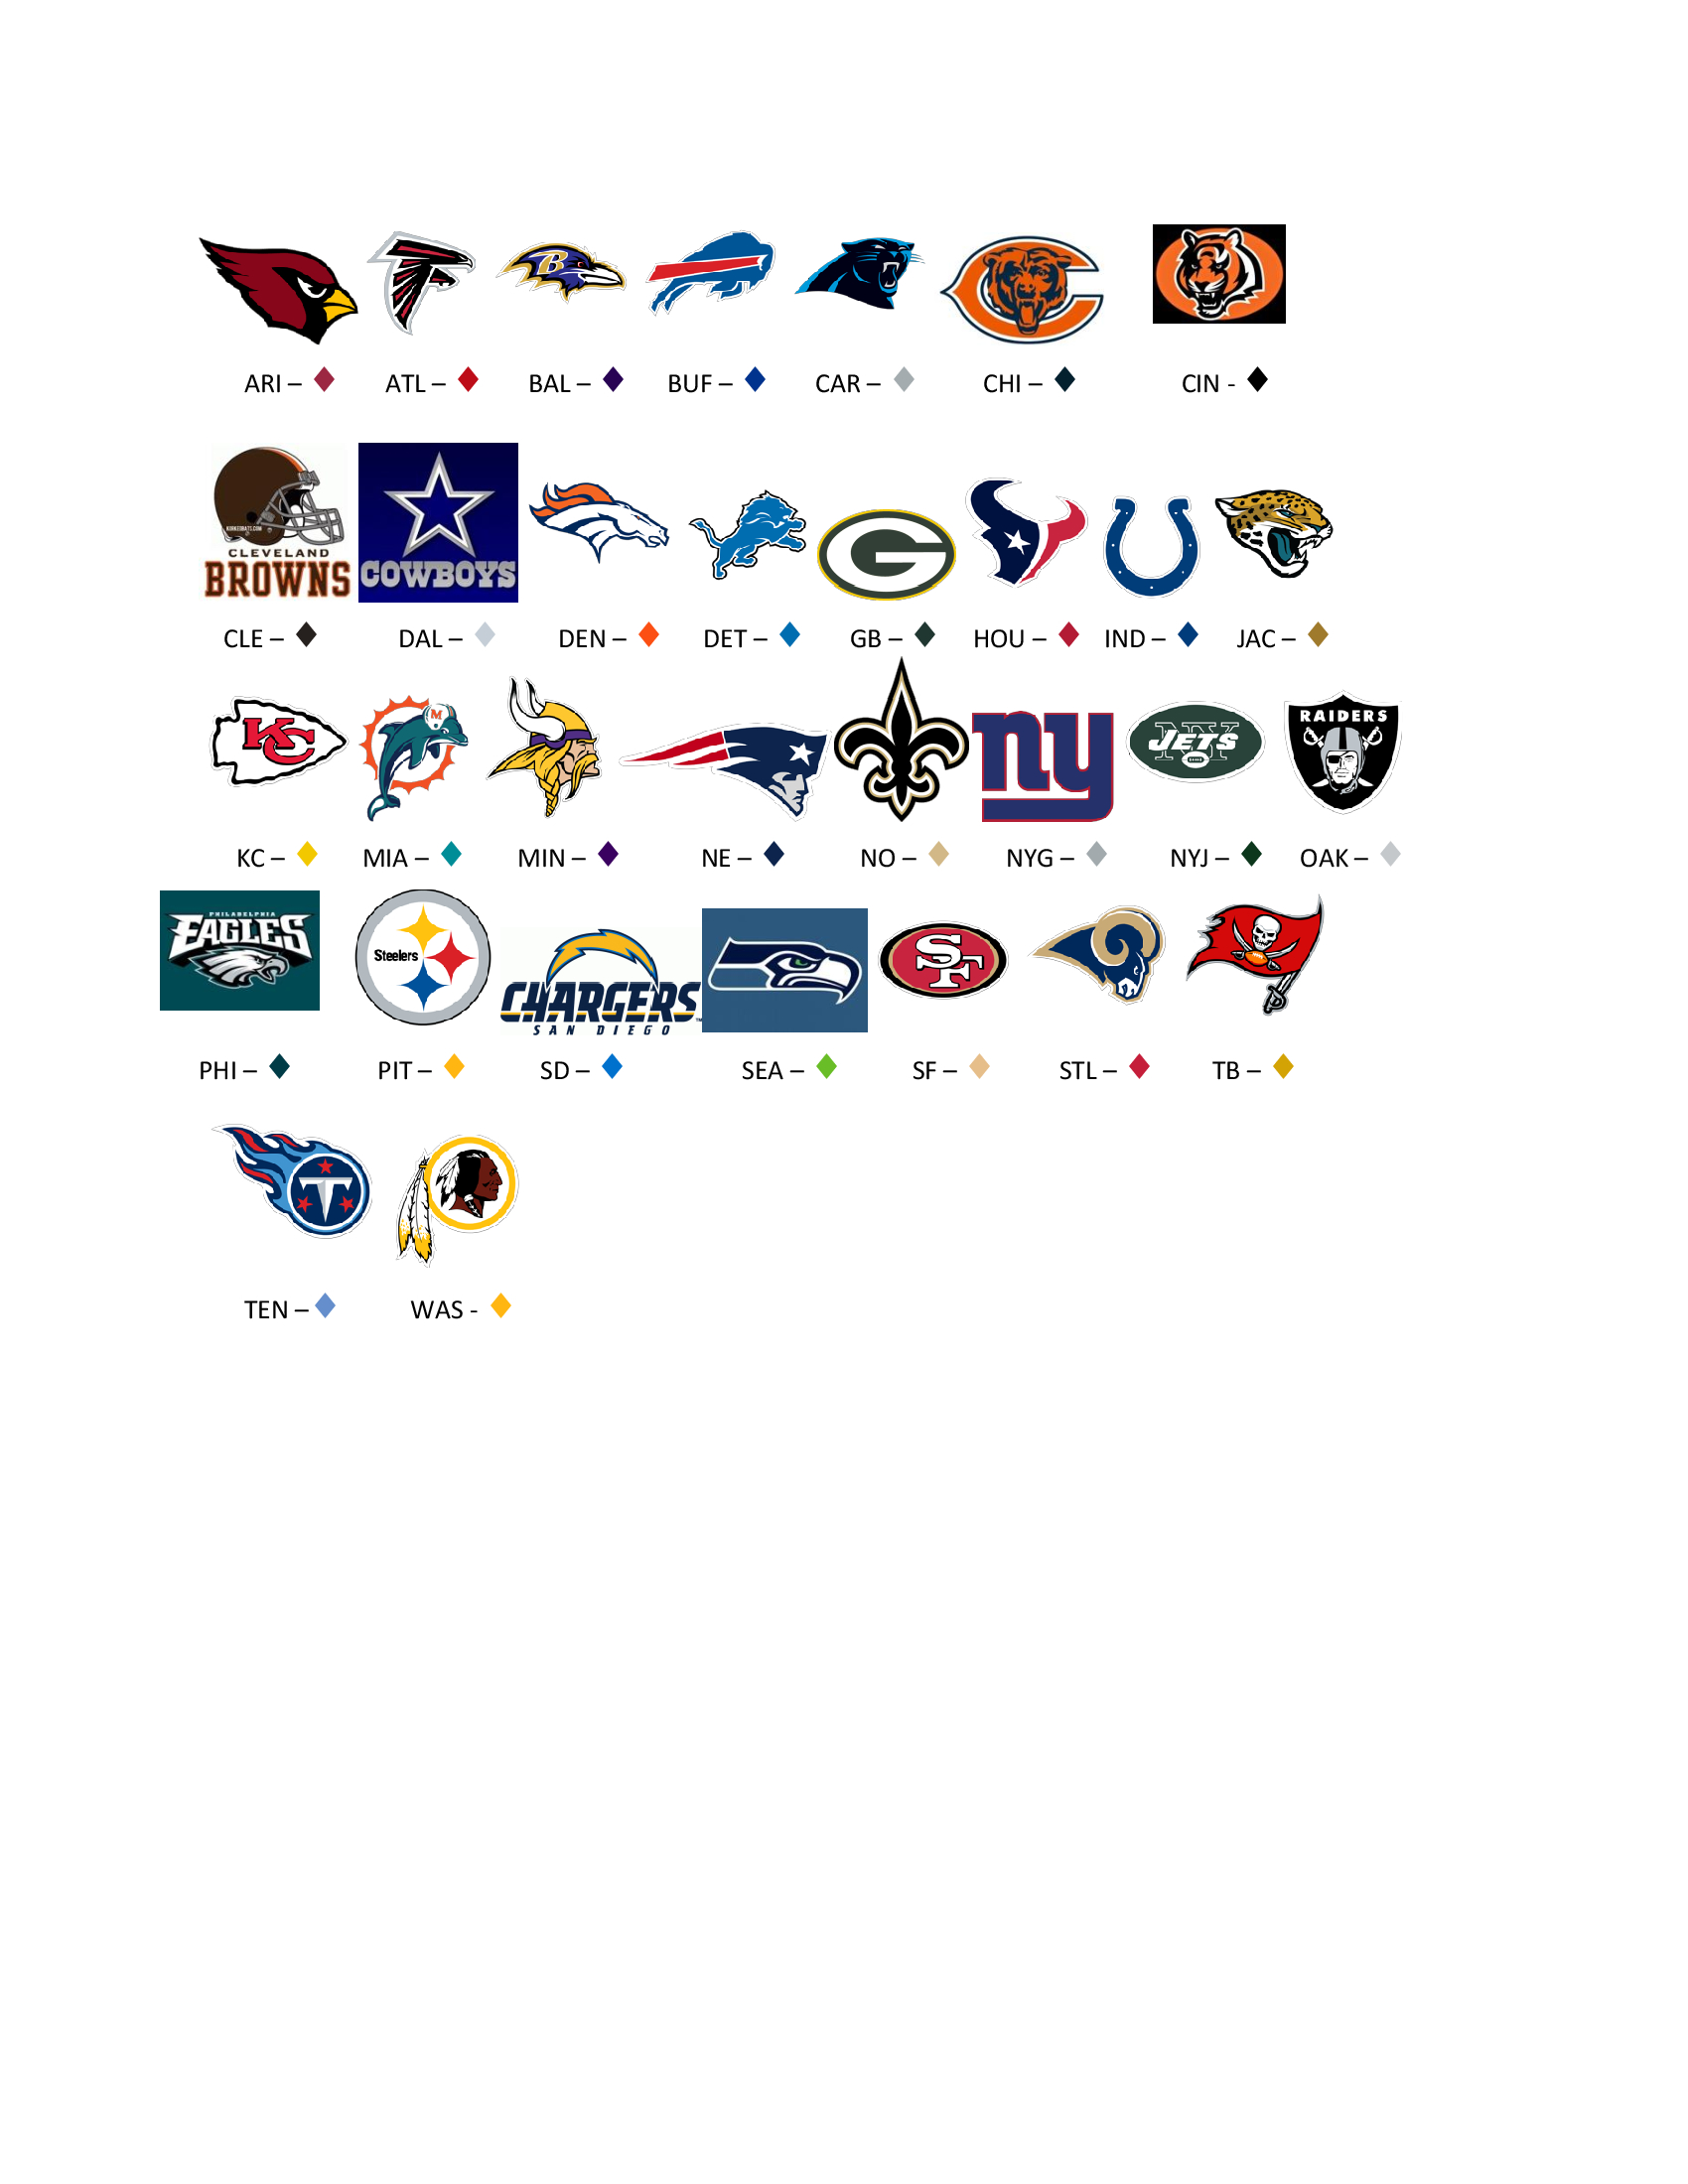 B
ARI – ♦ ATL – ♦ BAL – ♦ BUF – ♦ CAR – ♦ CHI – ♦ CIN - ♦
CLEVELAND
BROWNS
COWBOYS
G
CLE – ♦ DAL – ♦ DEN – ♦ DET – ♦ GB – ♦ HOU – ♦ IND – ♦ JAC – ♦
KC
M
ny
NY
JETS
RAIDERS
KC – ♦ MIA – ♦ MIN – ♦ NE – ♦ NO – ♦ NYG – ♦ NYJ – ♦ OAK – ♦
PHILADELPHIA
EAGLES
Steelers
CHARGERS
SAN DIEGO
SF
PHI – ♦ PIT – ♦ SD – ♦ SEA – ♦ SF – ♦ STL – ♦ TB – ♦
T
TEN – ♦ WAS - ♦